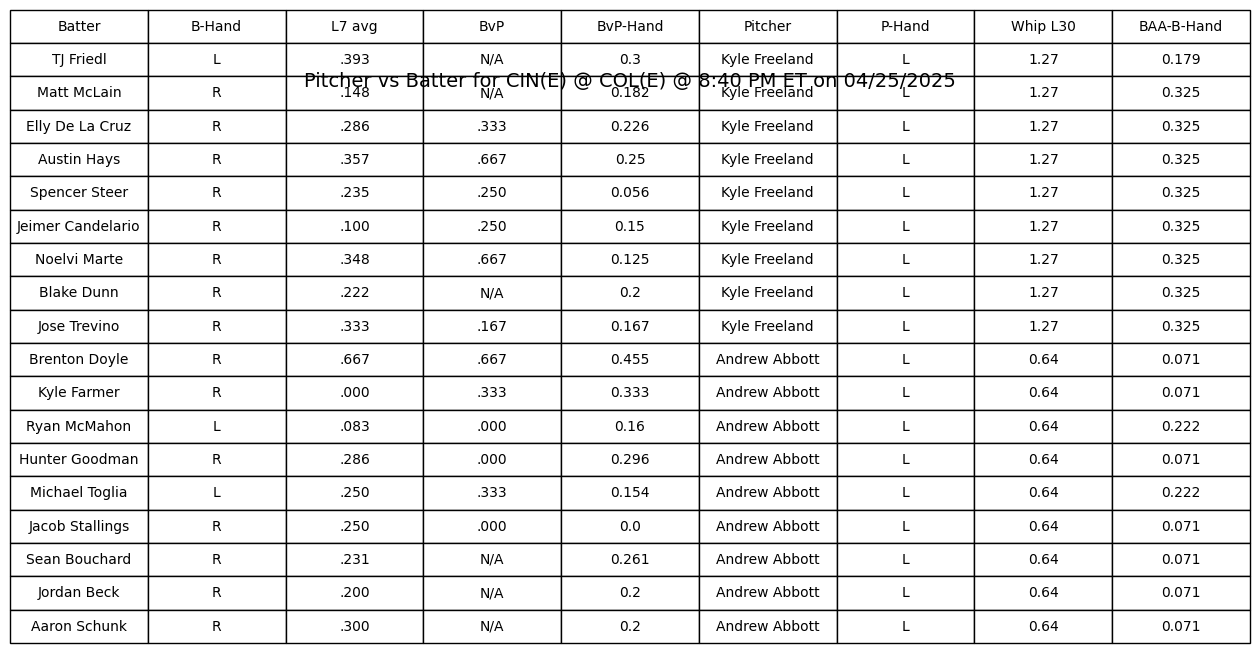 Batter B-Hand L7 avg BvP BvP-Hand Pitcher P-Hand Whip L30 BAA-B-Hand
TJ Friedl L .393 N/A 0.3 Kyle Freeland L 1.27 0.179
Pitcher vs Batter for CIN(E) @ COL(E) @ 8:40 PM ET on 04/25/2025
Matt McLain R .148 N/A 0.182 Kyle Freeland L 1.27 0.325
Elly De La Cruz R .286 .333 0.226 Kyle Freeland L 1.27 0.325
Austin Hays R .357 .667 0.25 Kyle Freeland L 1.27 0.325
Spencer Steer R .235 .250 0.056 Kyle Freeland L 1.27 0.325
Jeimer Candelario R .100 .250 0.15 Kyle Freeland L 1.27 0.325
Noelvi Marte R .348 .667 0.125 Kyle Freeland L 1.27 0.325
Blake Dunn R .222 N/A 0.2 Kyle Freeland L 1.27 0.325
Jose Trevino R .333 .167 0.167 Kyle Freeland L 1.27 0.325
Brenton Doyle R .667 .667 0.455 Andrew Abbott L 0.64 0.071
Kyle Farmer R .000 .333 0.333 Andrew Abbott L 0.64 0.071
Ryan McMahon L .083 .000 0.16 Andrew Abbott L 0.64 0.222
Hunter Goodman R .286 .000 0.296 Andrew Abbott L 0.64 0.071
Michael Toglia L .250 .333 0.154 Andrew Abbott L 0.64 0.222
Jacob Stallings R .250 .000 0.0 Andrew Abbott L 0.64 0.071
Sean Bouchard R .231 N/A 0.261 Andrew Abbott L 0.64 0.071
Jordan Beck R .200 N/A 0.2 Andrew Abbott L 0.64 0.071
Aaron Schunk R .300 N/A 0.2 Andrew Abbott L 0.64 0.071